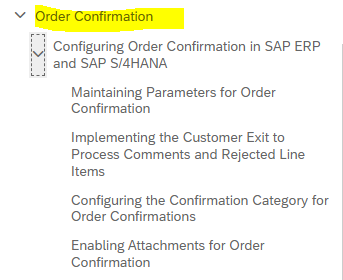 Order Confirmation
Configuring Order Confirmation in SAP ERP
and SAP S/4HANA
Maintaining Parameters for Order
Confirmation
Implementing the Customer Exit to
Process Comments and Rejected Line
Items
Configuring the Confirmation Category for
Order Confirmations
Enabling Attachments for Order
Confirmation